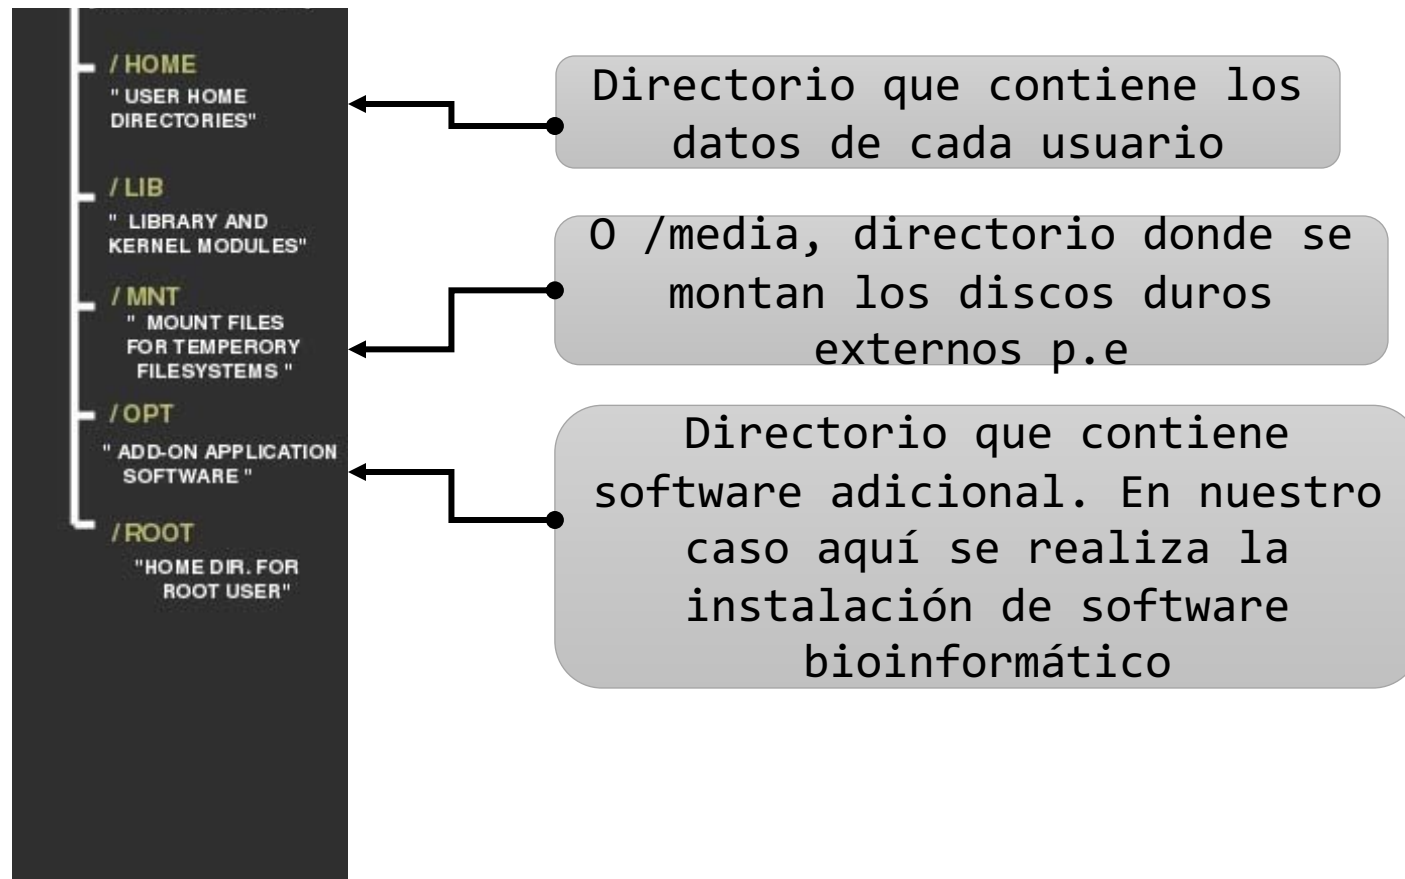 / HOME
" USER HOME
DIRECTORIES"
/ LIB
" LIBRARY AND
KERNEL MODULES"
/ MNT
" MOUNT FILES
FOR TEMPERORY
FILESYSTEMS "
/ OPT
" ADD-ON APPLICATION
SOFTWARE "
/ ROOT
"HOME DIR. FOR
ROOT USER"
Directorio que contiene los
datos de cada usuario
O /media, directorio donde se
montan los discos duros
externos p.e
Directorio que contiene
software adicional. En nuestro
caso aquí se realiza la
instalación de software
bioinformático